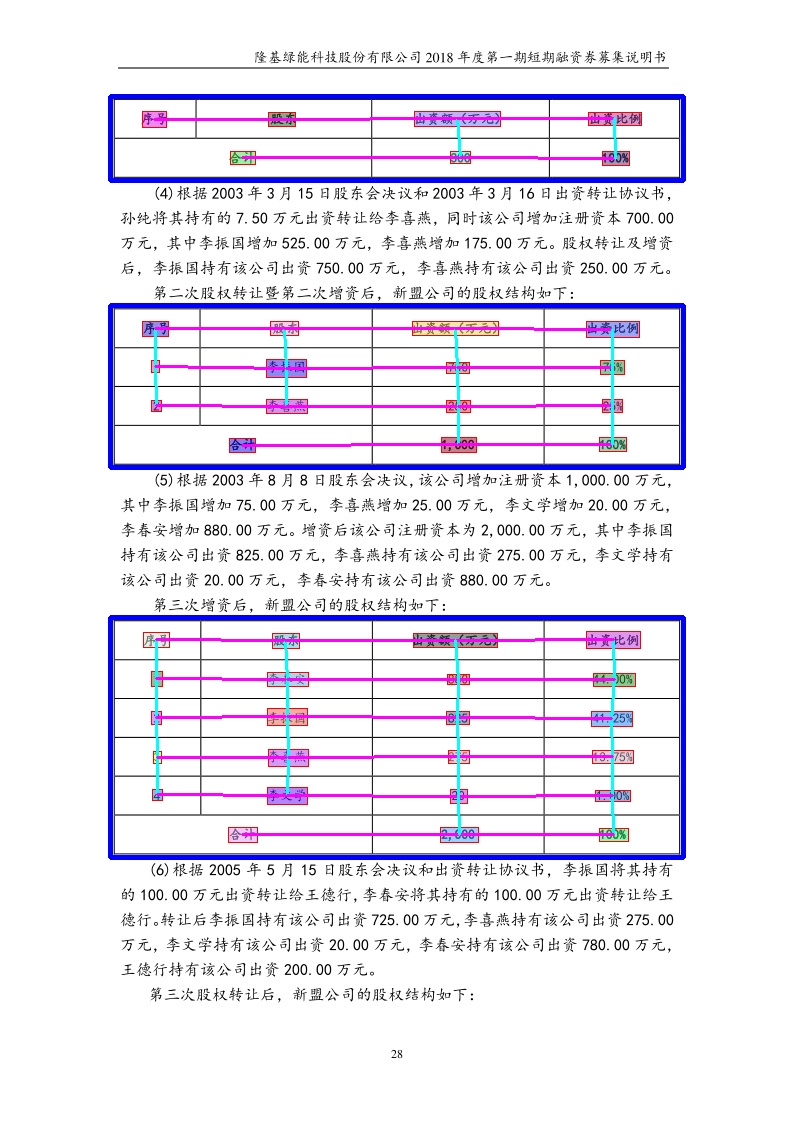 隆基绿能科技股份有限公司 2018 年度第一期短期融资券募集说明书
序号 股东 出资额（万元） 出资比例
合计 300 100%
(4)根据 2003 年 3 月 15 日股东会决议和 2003 年 3 月 16 日出资转让协议书，
孙纯将其持有的 7.50 万元出资转让给李喜燕，同时该公司增加注册资本 700.00
万元，其中李振国增加 525.00 万元，李喜燕增加 175.00 万元。股权转让及增资
后，李振国持有该公司出资 750.00 万元，李喜燕持有该公司出资 250.00 万元。
第二次股权转让暨第二次增资后，新盟公司的股权结构如下：
序号 股东 出资额（万元） 出资比例
1 李振国 750 75%
2 李喜燕 250 25%
合计 1,000 100%
(5)根据 2003 年 8 月 8 日股东会决议,该公司增加注册资本 1,000.00 万元，
其中李振国增加 75.00 万元，李喜燕增加 25.00 万元，李文学增加 20.00 万元，
李春安增加 880.00 万元。增资后该公司注册资本为 2,000.00 万元，其中李振国
持有该公司出资 825.00 万元，李喜燕持有该公司出资 275.00 万元，李文学持有
该公司出资 20.00 万元，李春安持有该公司出资 880.00 万元。
第三次增资后，新盟公司的股权结构如下：
序号 股东 出资额（万元） 出资比例
1 李春安 880 44.00%
2 李振国 825 41.25%
3 李喜燕 275 13.75%
4 李文学 20 1.00%
合计 2,000 100%
(6)根据 2005 年 5 月 15 日股东会决议和出资转让协议书，李振国将其持有
的 100.00 万元出资转让给王德行,李春安将其持有的 100.00 万元出资转让给王
德行。转让后李振国持有该公司出资 725.00 万元,李喜燕持有该公司出资 275.00
万元，李文学持有该公司出资 20.00 万元，李春安持有该公司出资 780.00 万元，
王德行持有该公司出资 200.00 万元。
第三次股权转让后，新盟公司的股权结构如下：
28